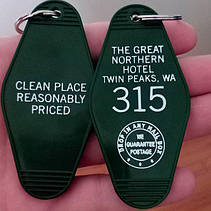 CLEAN PLACE
REASONABLY
PRICED
THE GREAT
NORTHERN
HOTEL
TWIN PEAKS, WA
315
DROP IN ANY MAIL BOX
WE
GUARANTEE
POSTAGE